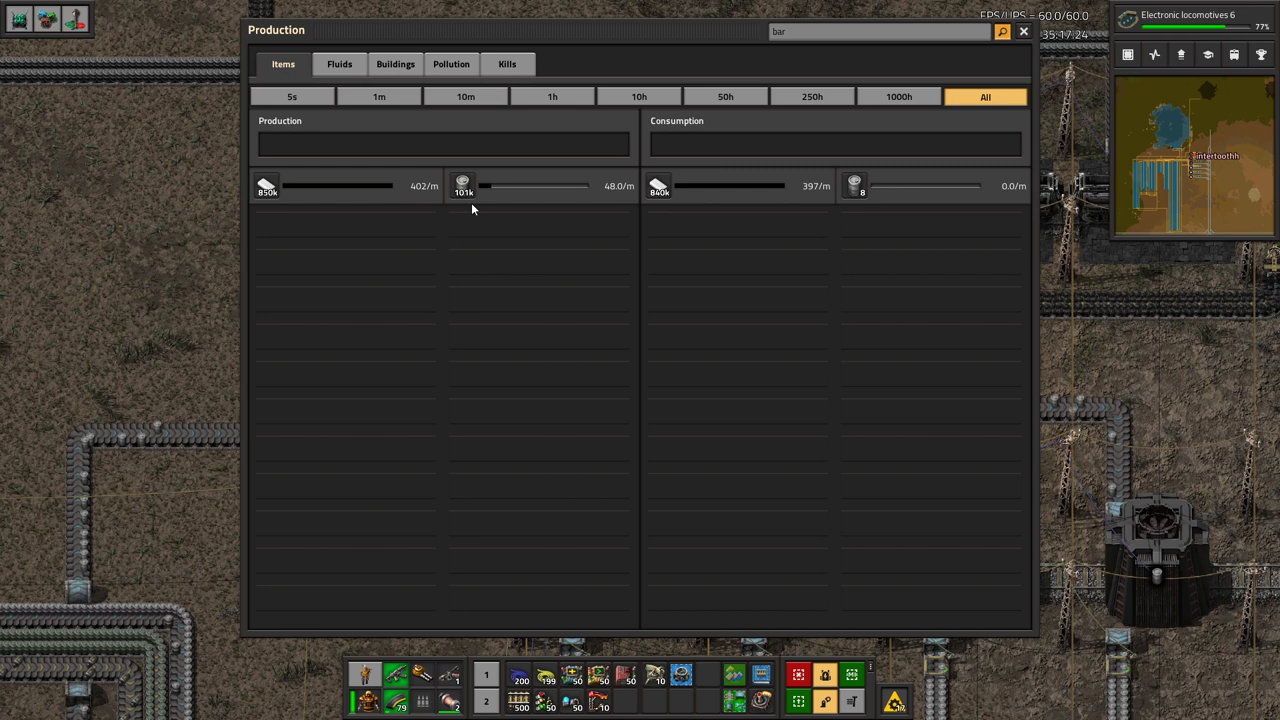 Production
bar
FPS/UPS = 60.0/60.0
35:17:24
Electronic locomotives 6
77%
Items
Fluids
Buildings
Pollution
Kills
5s
1m
10m
1h
10h
50h
250h
1000h
All
Production
Consumption
850k
402/m
101k
48.0/m
840k
397/m
8
0.0/m
intertoothh
1
200
199
50
50
50
10
2
79
500
50
50
10